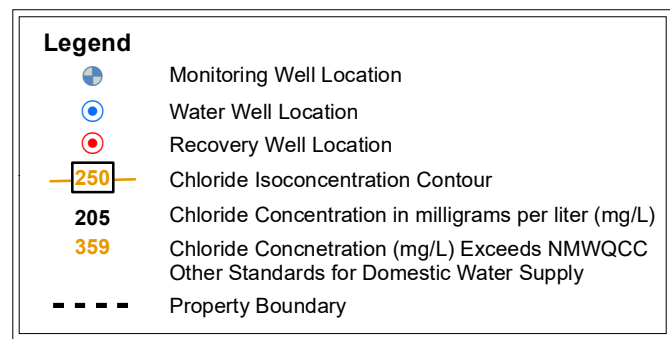 Legend
Monitoring Well Location
Water Well Location
Recovery Well Location
250 Chloride Isoconcentration Contour
205 Chloride Concentration in milligrams per liter (mg/L)
359 Chloride Concnetration (mg/L) Exceeds NMWQCC
Other Standards for Domestic Water Supply
Property Boundary